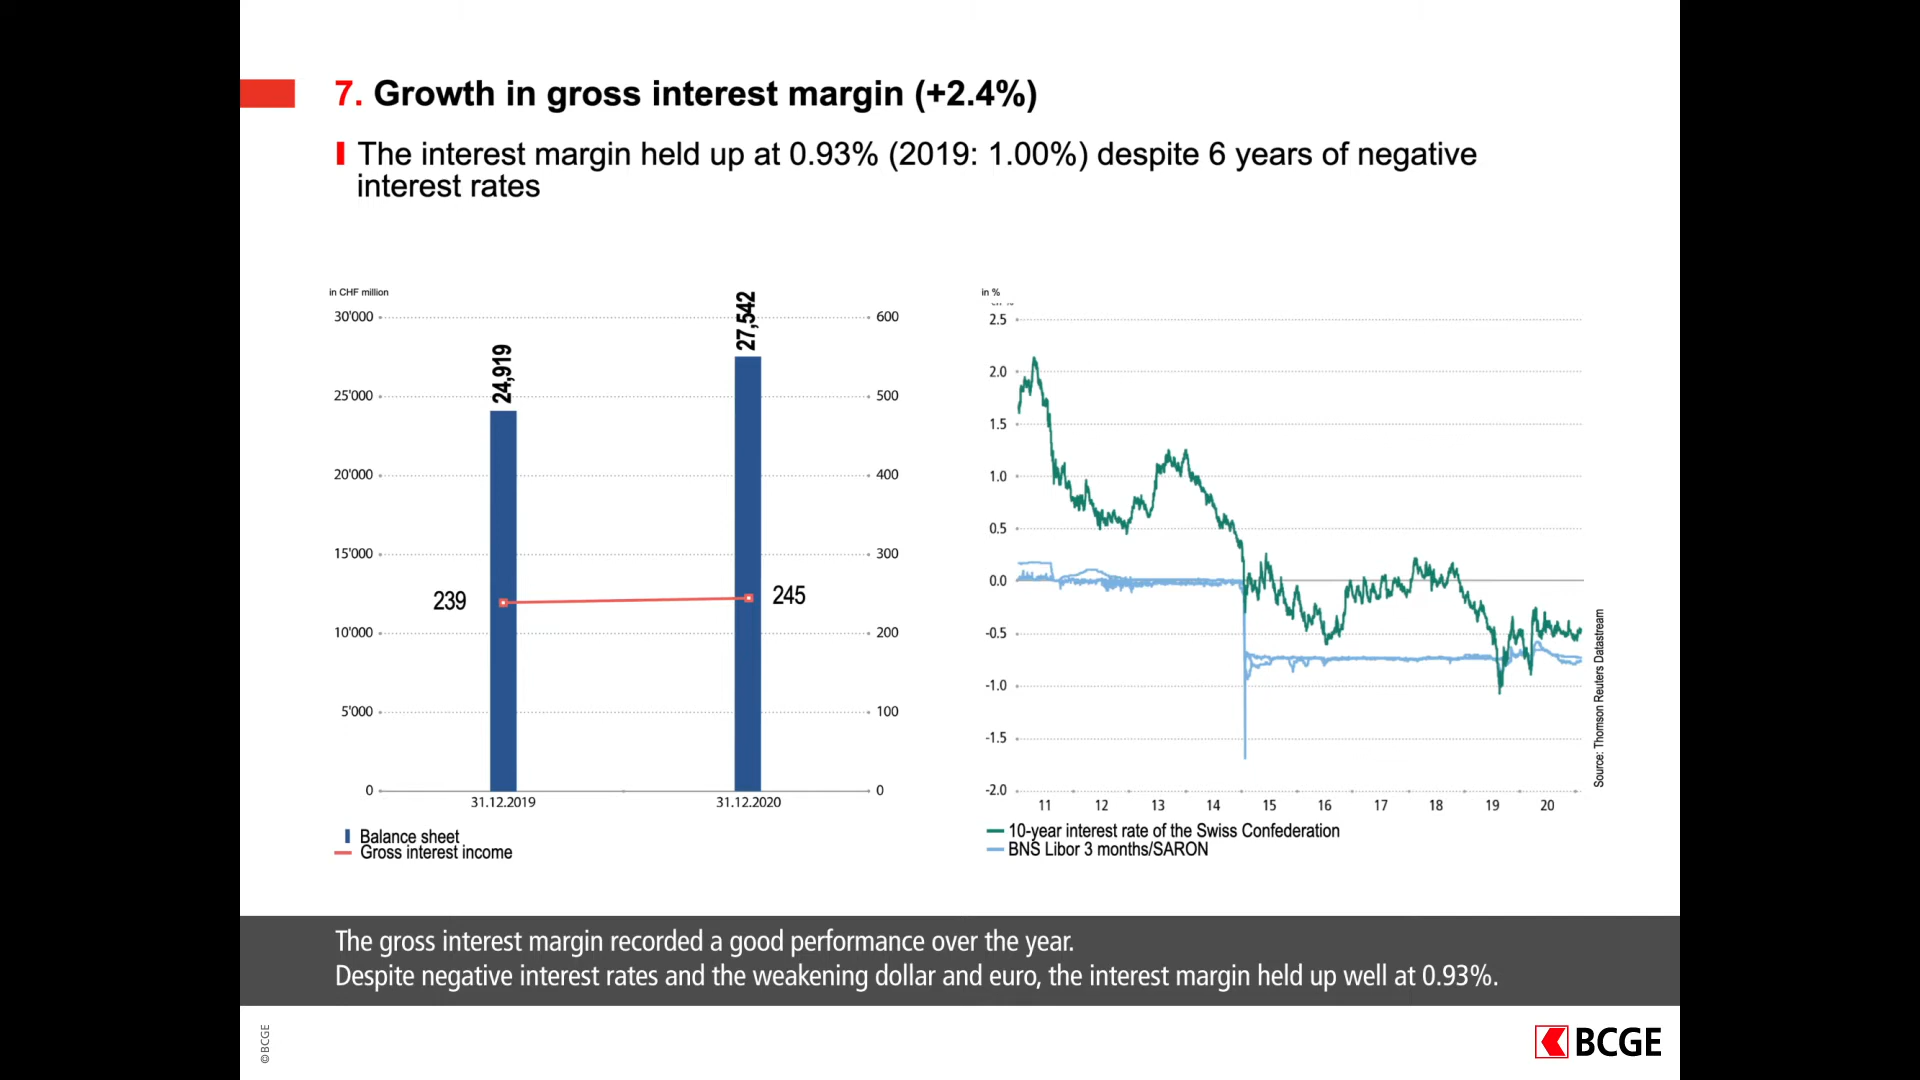 7. Growth in gross interest margin (+2.4%)
The interest margin held up at 0.93% (2019: 1.00%) despite 6 years of negative
interest rates
in CHF million
30'000
25'000
20'000
15'000
10'000
5'000
0
600
500
400
300
200
100
0
24,919
27,542
239
245
31.12.2019
31.12.2020
Balance sheet
Gross interest income
in %
2.5
2.0
1.5
1.0
0.5
0.0
-0.5
-1.0
-1.5
-2.0
11 12 13 14 15 16 17 18 19 20
Source: Thomson Reuters Datastream
10-year interest rate of the Swiss Confederation
BNS Libor 3 months/SARON
The gross interest margin recorded a good performance over the year.
Despite negative interest rates and the weakening dollar and euro, the interest margin held up well at 0.93%.
©BCGE
BCGE